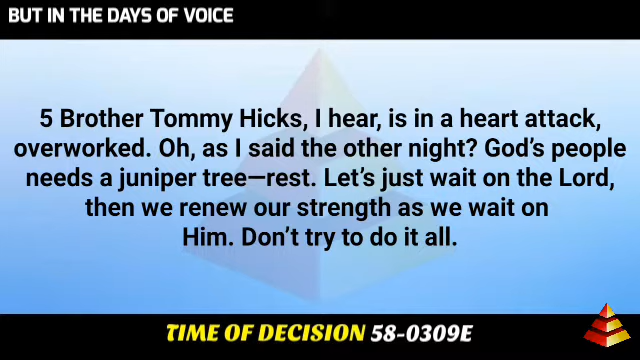 BUT IN THE DAYS OF VOICE
5 Brother Tommy Hicks, I hear, is in a heart attack,
overworked. Oh, as I said the other night? God’s people
needs a juniper tree—rest. Let’s just wait on the Lord,
then we renew our strength as we wait on
Him. Don’t try to do it all.
TIME OF DECISION 58-0309E